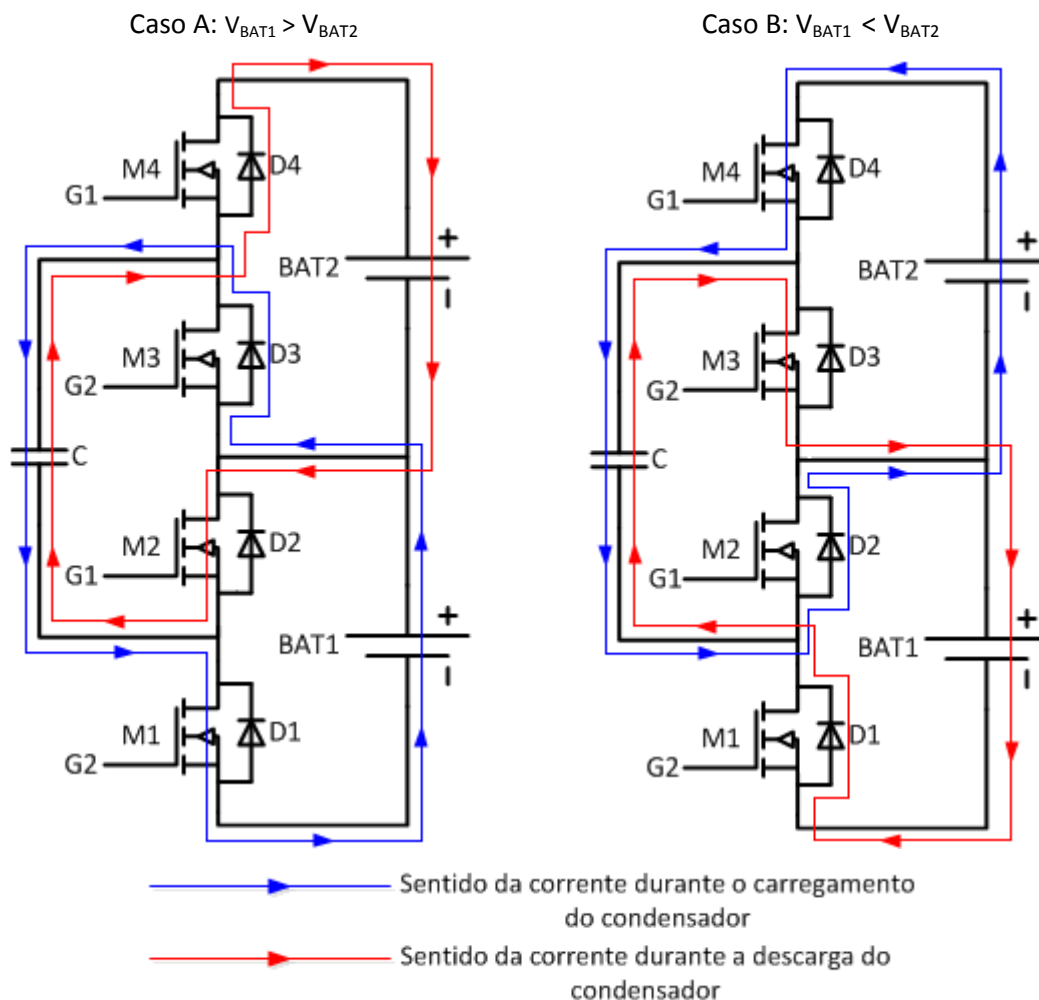 Caso A: VBAT1 > VBAT2
M4
D4
G1
+
BAT2
M3
D3
G2
C
M2
D2
G1
+
BAT1
M1
D1
G2
Caso B: VBAT1 < VBAT2
M4
D4
G1
+
BAT2
M3
D3
G2
C
M2
D2
G1
+
BAT1
M1
D1
G2
Sentido da corrente durante o carregamento
do condensador
Sentido da corrente durante a descarga do
condensador